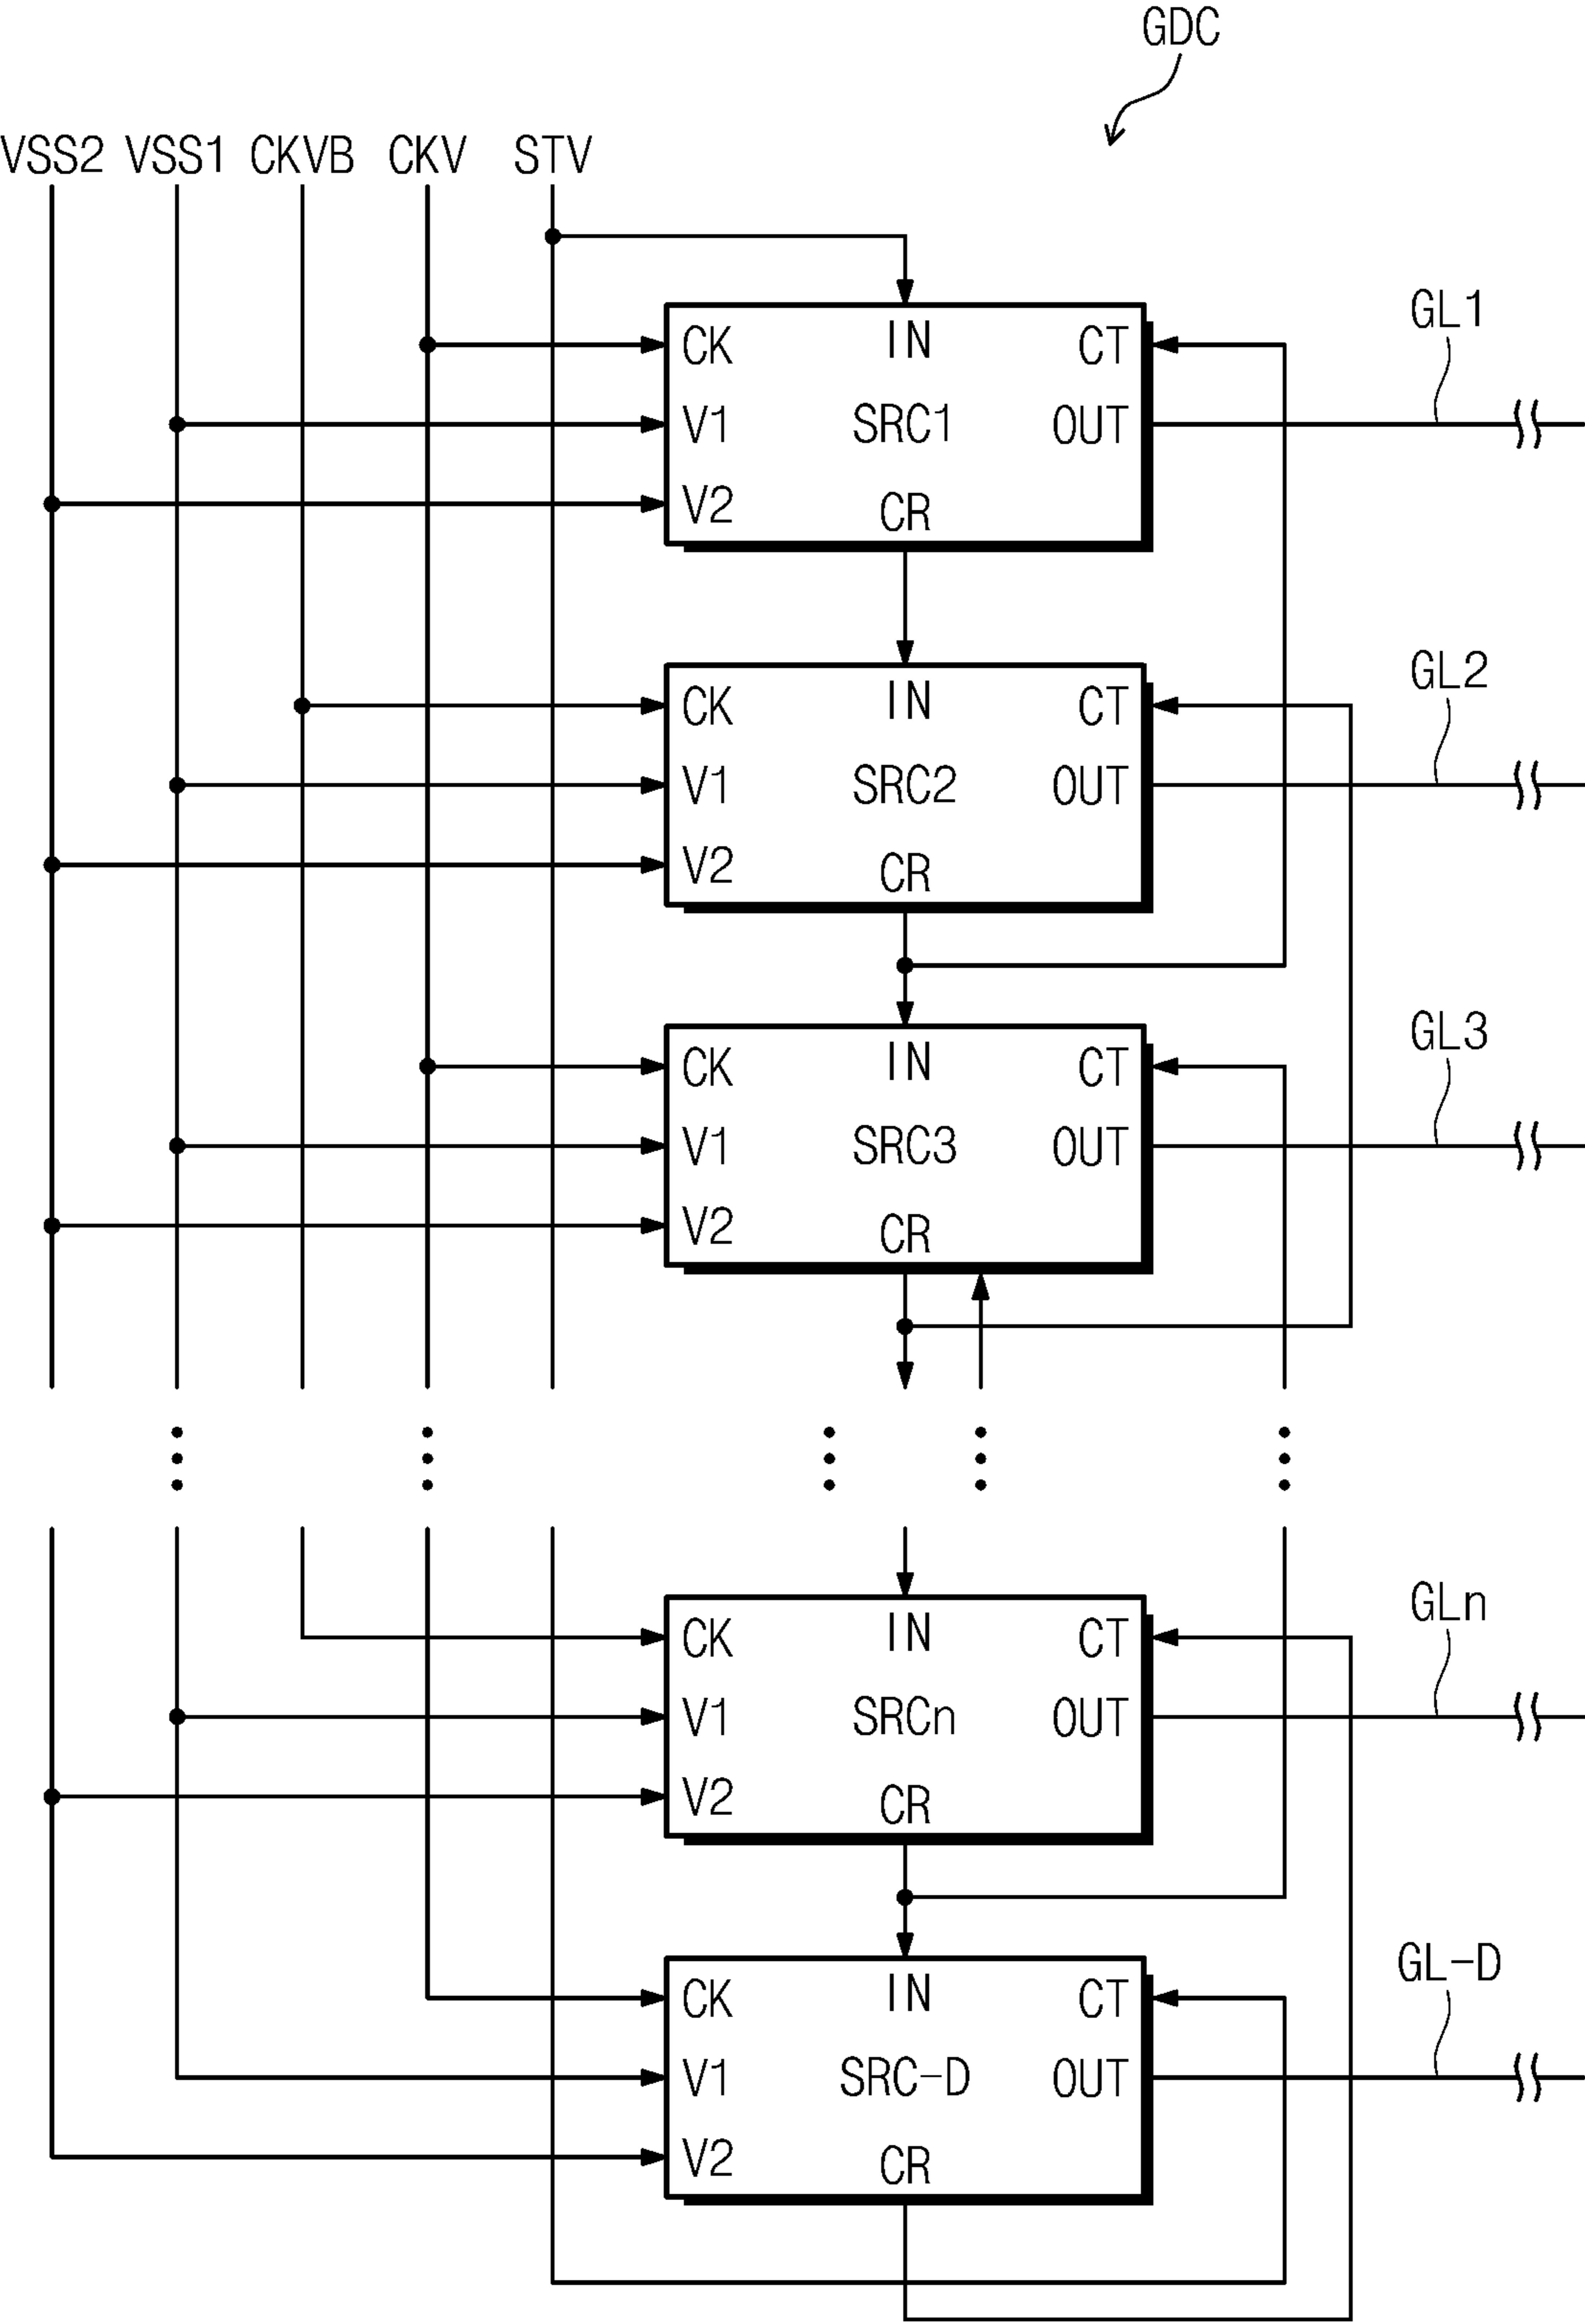 GDC
VSS2 VSS1 CKVB CKV STV
GL1
CK IN CT
V1 SRC1 OUT
V2 CR
GL2
CK IN CT
V1 SRC2 OUT
V2 CR
GL3
CK IN CT
V1 SRC3 OUT
V2 CR
GLn
CK IN CT
V1 SRCn OUT
V2 CR
GL-D
CK IN CT
V1 SRC-D OUT
V2 CR